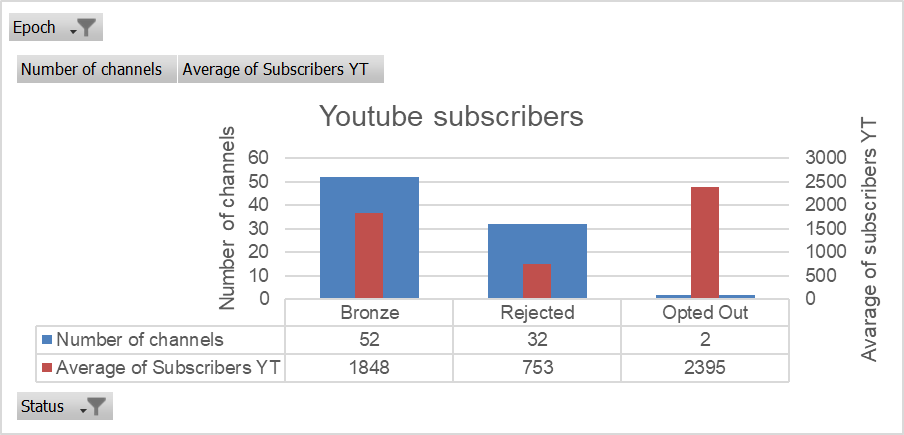 Epoch
Number of channels Average of Subscribers YT
Youtube subscribers
Number of channels
60
50
40
30
20
10
0
3000
2500
2000
1500
1000
500
0
Avarage of subscribers YT
Bronze Rejected Opted Out
Number of channels 52 32 2
Average of Subscribers YT 1848 753 2395
Status